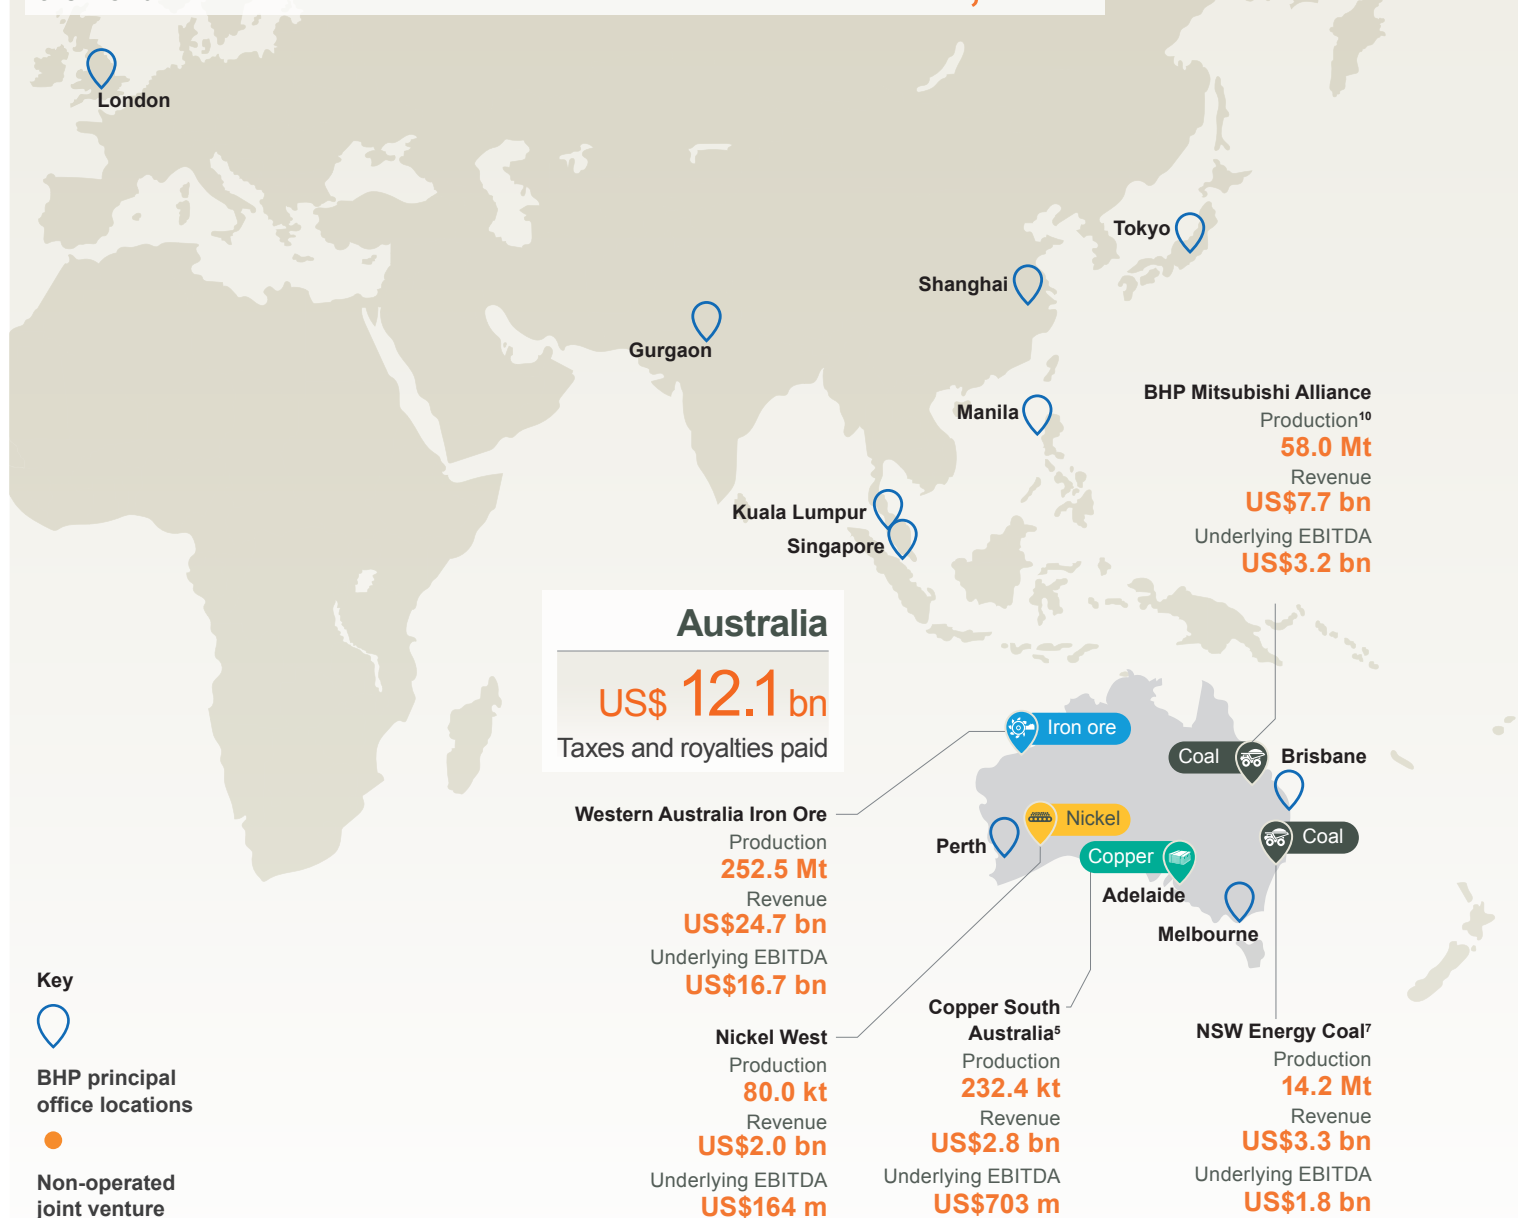 London
Tokyo
Shanghai
Gurgaon
Manila
Kuala Lumpur
Singapore
BHP Mitsubishi Alliance
Production¹⁰
58.0 Mt
Revenue
US$7.7 bn
Underlying EBITDA
US$3.2 bn
Australia
US$ 12.1 bn
Taxes and royalties paid
Iron ore
Coal
Brisbane
Nickel
Perth
Copper
Coal
Adelaide
Melbourne
Western Australia Iron Ore
Production
252.5 Mt
Revenue
US$24.7 bn
Underlying EBITDA
US$16.7 bn
Nickel West
Production
80.0 kt
Revenue
US$2.0 bn
Underlying EBITDA
US$164 m
Copper South
Australia⁵
Production
232.4 kt
Revenue
US$2.8 bn
Underlying EBITDA
US$703 m
NSW Energy Coal⁷
Production
14.2 Mt
Revenue
US$3.3 bn
Underlying EBITDA
US$1.8 bn
Key
BHP principal
office locations
Non-operated
joint venture